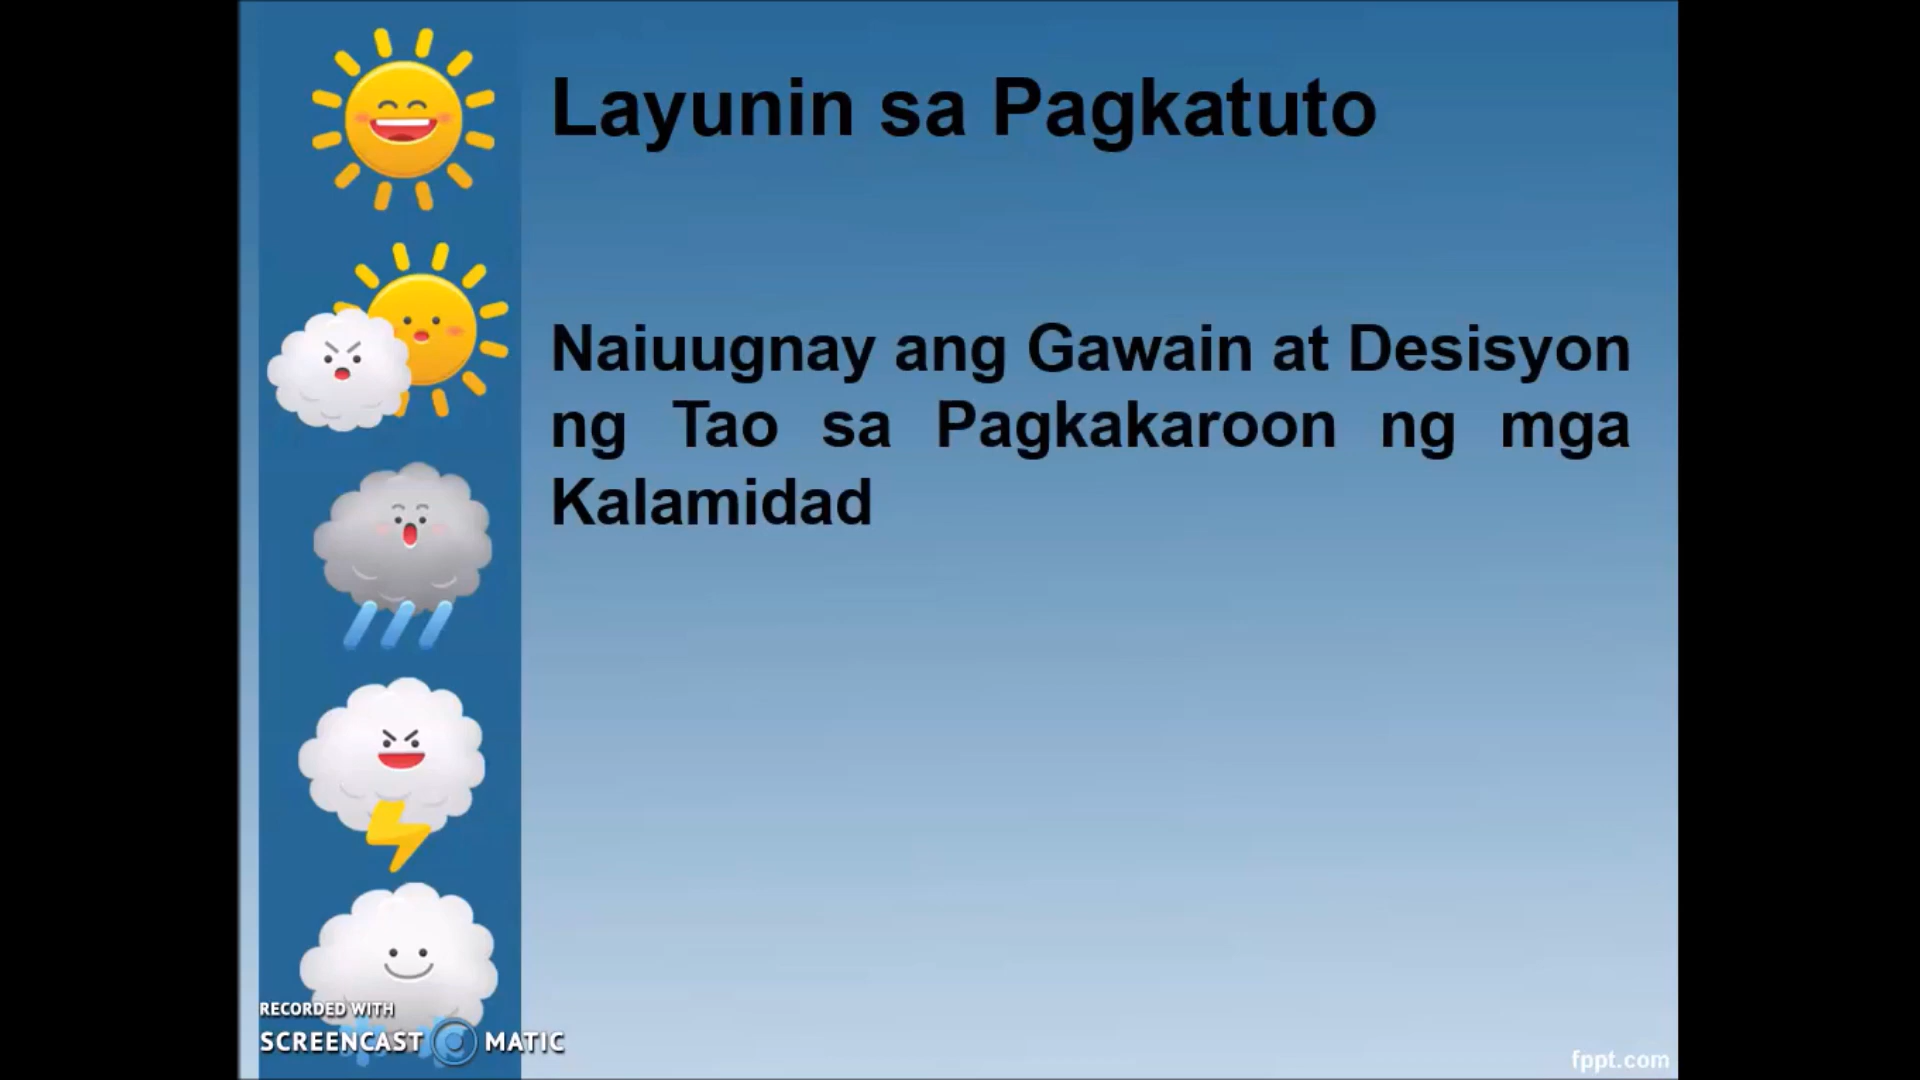 Layunin sa Pagkatuto
Naiuugnay ang Gawain at Desisyon
ng Tao sa Pagkakaroon ng mga
Kalamidad
RECORDED WITH
SCREENCAST MATIC
fppt.com